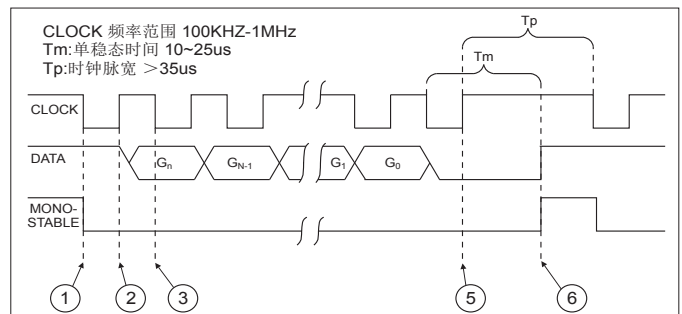 CLOCK 频率范围 100KHZ-1MHz
Tm:单稳态时间 10~25us
Tp:时钟脉宽 >35us
Tp
Tm
CLOCK
DATA
Gn
GN-1
G1
G0
MONO-
STABLE
1
2
3
5
6